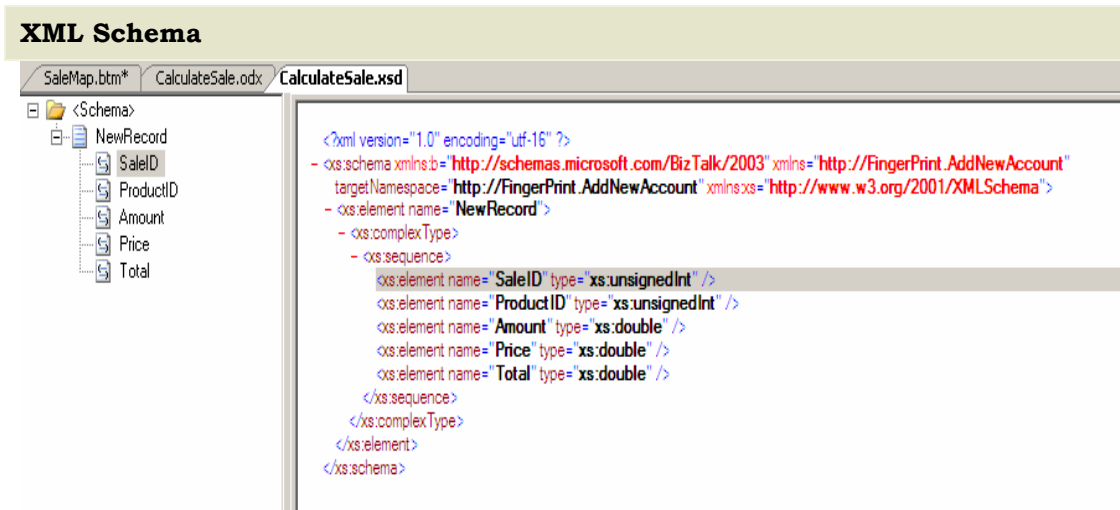 XML Schema
SaleMap.btm* CalculateSale.odx CalculateSale.xsd
<Schema>
NewRecord
SaleID
ProductID
Amount
Price
Total
<?xml version="1.0" encoding="utf-16" ?>
- <xs:schema xmlns:b="http://schemas.microsoft.com/BizTalk/2003" xmlns="http://FingerPrint.AddNewAccount"
targetNamespace="http://FingerPrint.AddNewAccount" xmlns:xs="http://www.w3.org/2001/XMLSchema">
- <xs:element name="NewRecord">
- <xs:complexType>
- <xs:sequence>
<xs:element name="SaleID" type="xs:unsignedInt" />
<xs:element name="ProductID" type="xs:unsignedInt" />
<xs:element name="Amount" type="xs:double" />
<xs:element name="Price" type="xs:double" />
<xs:element name="Total" type="xs:double" />
</xs:sequence>
</xs:complexType>
</xs:element>
</xs:schema>